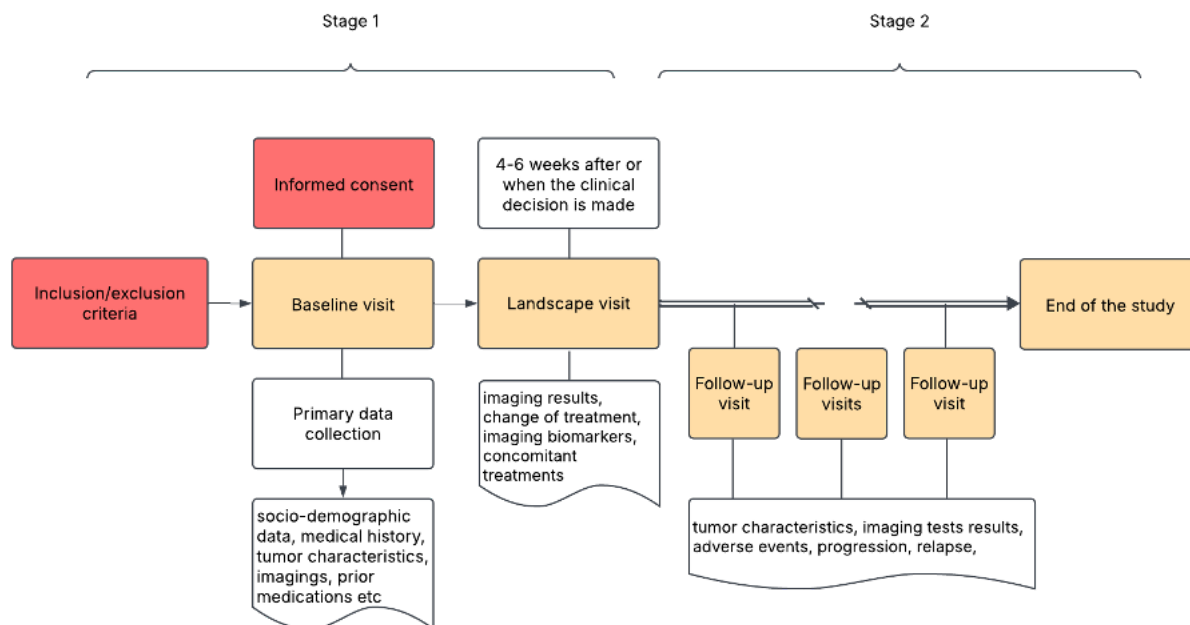 Stage 1
Stage 2
Informed consent
4-6 weeks after or
when the clinical
decision is made
Inclusion/exclusion
criteria
Baseline visit
Landscape visit
End of the study
Primary data
collection
imaging results,
change of treatment,
imaging biomarkers,
concomitant
treatments
Follow-up
visit
Follow-up
visits
Follow-up
visit
socio-demographic
data, medical history,
tumor characteristics,
imagings, prior
medications etc
tumor characteristics, imaging tests results,
adverse events, progression, relapse,